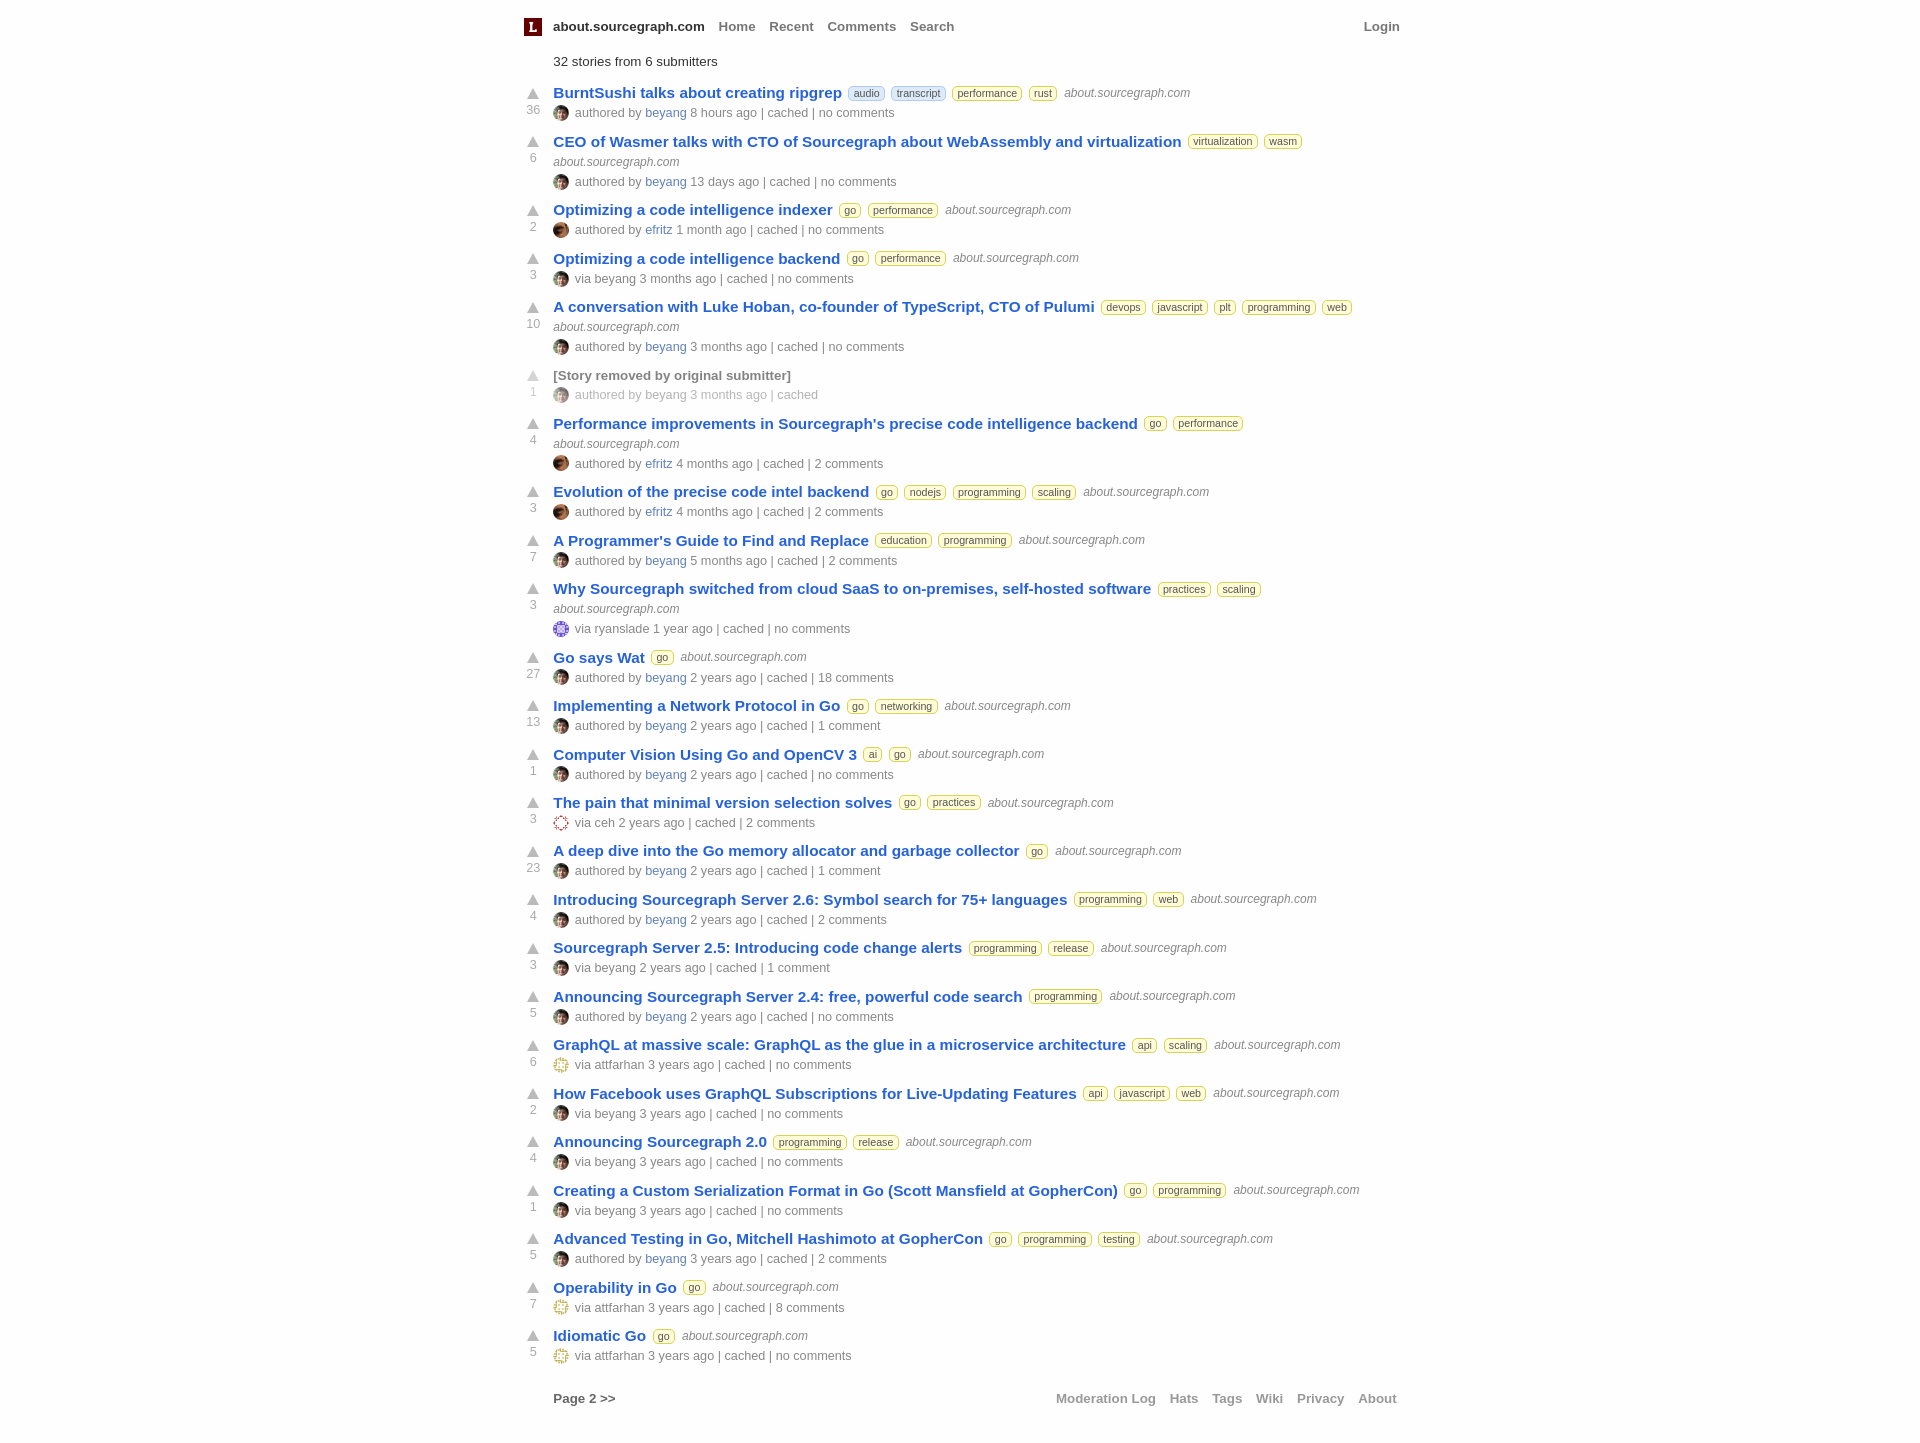 L about.sourcegraph.com Home Recent Comments Search Login
32 stories from 6 submitters
BurntSushi talks about creating ripgrep audio transcript performance rust about.sourcegraph.com
36 authored by beyang 8 hours ago | cached | no comments
CEO of Wasmer talks with CTO of Sourcegraph about WebAssembly and virtualization virtualization wasm
6 about.sourcegraph.com
authored by beyang 13 days ago | cached | no comments
Optimizing a code intelligence indexer go performance about.sourcegraph.com
2 authored by efritz 1 month ago | cached | no comments
Optimizing a code intelligence backend go performance about.sourcegraph.com
3 via beyang 3 months ago | cached | no comments
A conversation with Luke Hoban, co-founder of TypeScript, CTO of Pulumi devops javascript plt programming web
10 about.sourcegraph.com
authored by beyang 3 months ago | cached | no comments
[Story removed by original submitter]
1 authored by beyang 3 months ago | cached
Performance improvements in Sourcegraph's precise code intelligence backend go performance
4 about.sourcegraph.com
authored by efritz 4 months ago | cached | 2 comments
Evolution of the precise code intel backend go nodejs programming scaling about.sourcegraph.com
3 authored by efritz 4 months ago | cached | 2 comments
A Programmer's Guide to Find and Replace education programming about.sourcegraph.com
7 authored by beyang 5 months ago | cached | 2 comments
Why Sourcegraph switched from cloud SaaS to on-premises, self-hosted software practices scaling
3 about.sourcegraph.com
via ryanslade 1 year ago | cached | no comments
Go says Wat go about.sourcegraph.com
27 authored by beyang 2 years ago | cached | 18 comments
Implementing a Network Protocol in Go go networking about.sourcegraph.com
13 authored by beyang 2 years ago | cached | 1 comment
Computer Vision Using Go and OpenCV 3 ai go about.sourcegraph.com
1 authored by beyang 2 years ago | cached | no comments
The pain that minimal version selection solves go practices about.sourcegraph.com
3 via ceh 2 years ago | cached | 2 comments
A deep dive into the Go memory allocator and garbage collector go about.sourcegraph.com
23 authored by beyang 2 years ago | cached | 1 comment
Introducing Sourcegraph Server 2.6: Symbol search for 75+ languages programming web about.sourcegraph.com
4 authored by beyang 2 years ago | cached | 2 comments
Sourcegraph Server 2.5: Introducing code change alerts programming release about.sourcegraph.com
3 via beyang 2 years ago | cached | 1 comment
Announcing Sourcegraph Server 2.4: free, powerful code search programming about.sourcegraph.com
5 authored by beyang 2 years ago | cached | no comments
GraphQL at massive scale: GraphQL as the glue in a microservice architecture api scaling about.sourcegraph.com
6 via attfarhan 3 years ago | cached | no comments
How Facebook uses GraphQL Subscriptions for Live-Updating Features api javascript web about.sourcegraph.com
2 via beyang 3 years ago | cached | no comments
Announcing Sourcegraph 2.0 programming release about.sourcegraph.com
4 via beyang 3 years ago | cached | no comments
Creating a Custom Serialization Format in Go (Scott Mansfield at GopherCon) go programming about.sourcegraph.com
1 via beyang 3 years ago | cached | no comments
Advanced Testing in Go, Mitchell Hashimoto at GopherCon go programming testing about.sourcegraph.com
5 authored by beyang 3 years ago | cached | 2 comments
Operability in Go go about.sourcegraph.com
7 via attfarhan 3 years ago | cached | 8 comments
Idiomatic Go go about.sourcegraph.com
5 via attfarhan 3 years ago | cached | no comments
Page 2 >> Moderation Log Hats Tags Wiki Privacy About